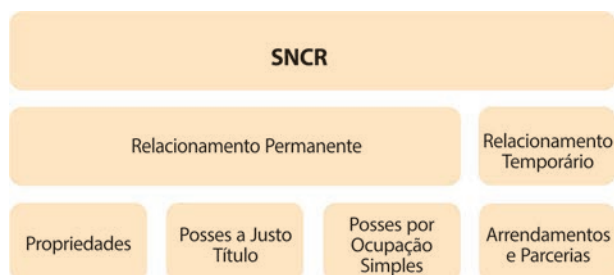 SNCR
Relacionamento Permanente
Relacionamento
Temporário
Propriedades
Posses a Justo
Título
Posses por
Ocupação
Simples
Arrendamentos
e Parcerias